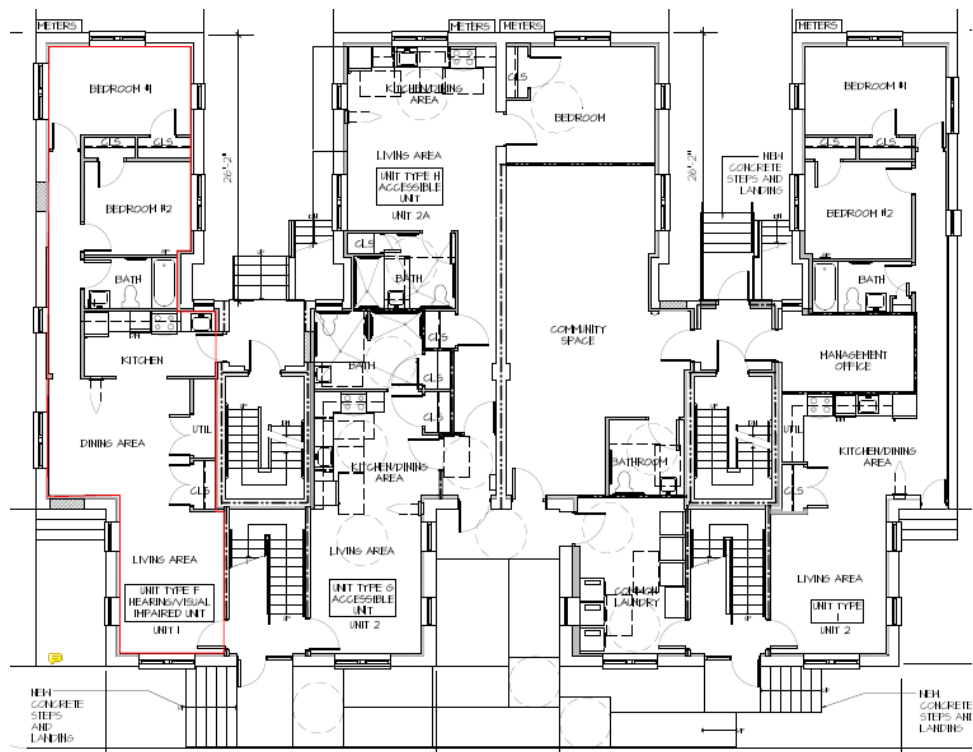 METERS
METERS
METERS
METERS
BEDROOM #1
CLS
CLS
BEDROOM #2
BATH
UP
DN
KITCHEN
DINING AREA
UTIL
CLS
LIVING AREA
UNIT TYPE F
HEARING/VISUAL
IMPAIRED UNIT
UNIT 1
NEW
CONCRETE
STEPS
AND
LANDING
26'-2"
KITCHEN/DINING
AREA
LIVING AREA
UNIT TYPE H
ACCESSIBLE
UNIT
UNIT 2A
CLS
BATH
CLS
BEDROOM
BATH
CLS
CLS
CLS
KITCHEN/DINING
AREA
LIVING AREA
UNIT TYPE G
ACCESSIBLE
UNIT
UNIT 2
COMMUNITY
SPACE
BATHROOM
COMMON
LAUNDRY
26'-2"
NEW
CONCRETE
STEPS AND
LANDING
BEDROOM #1
CLS
CLS
BEDROOM #2
BATH
MANAGEMENT
OFFICE
UTIL
KITCHEN/DINING
AREA
CLS
LIVING AREA
UNIT TYPE
I
UNIT 2
NEW
CONCRETE
STEPS AND
LANDING